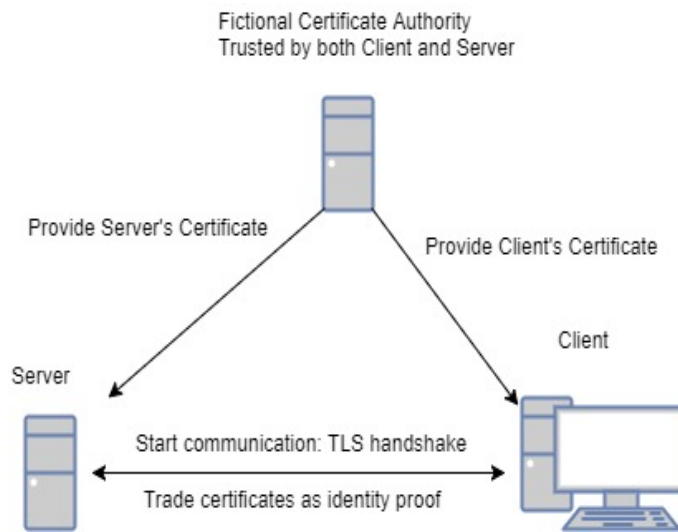 Fictional Certificate Authority
Trusted by both Client and Server
Provide Server's Certificate
Provide Client's Certificate
Client
Server
Start communication: TLS handshake
Trade certificates as identity proof